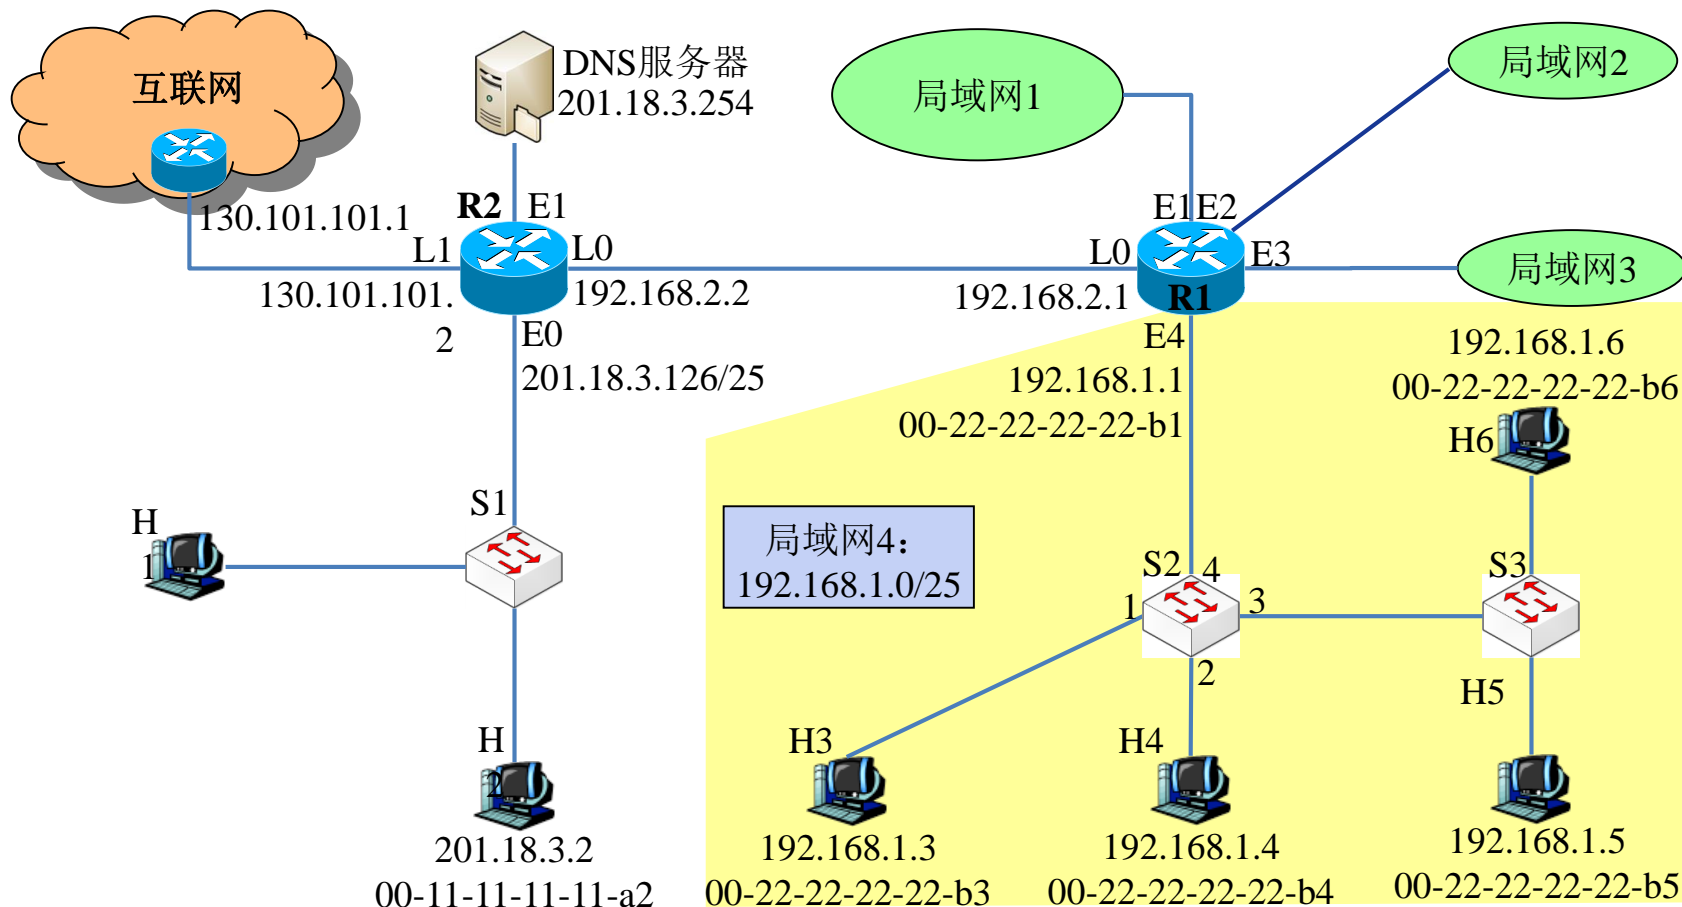 互联网
DNS服务器
201.18.3.254
局域网1
局域网2
130.101.101.1
R2
E1
L1
L0
130.101.101.
2
192.168.2.2
E0
201.18.3.126/25
E1
E2
L0
E3
192.168.2.1
R1
局域网3
E4
192.168.1.1
00-22-22-22-22-b1
192.168.1.6
00-22-22-22-22-b6
H6
S1
H
1
局域网4：
192.168.1.0/25
S2
4
1
3
2
S3
H5
H
2
201.18.3.2
00-11-11-11-11-a2
H3
192.168.1.3
00-22-22-22-22-b3
H4
192.168.1.4
00-22-22-22-22-b4
192.168.1.5
00-22-22-22-22-b5